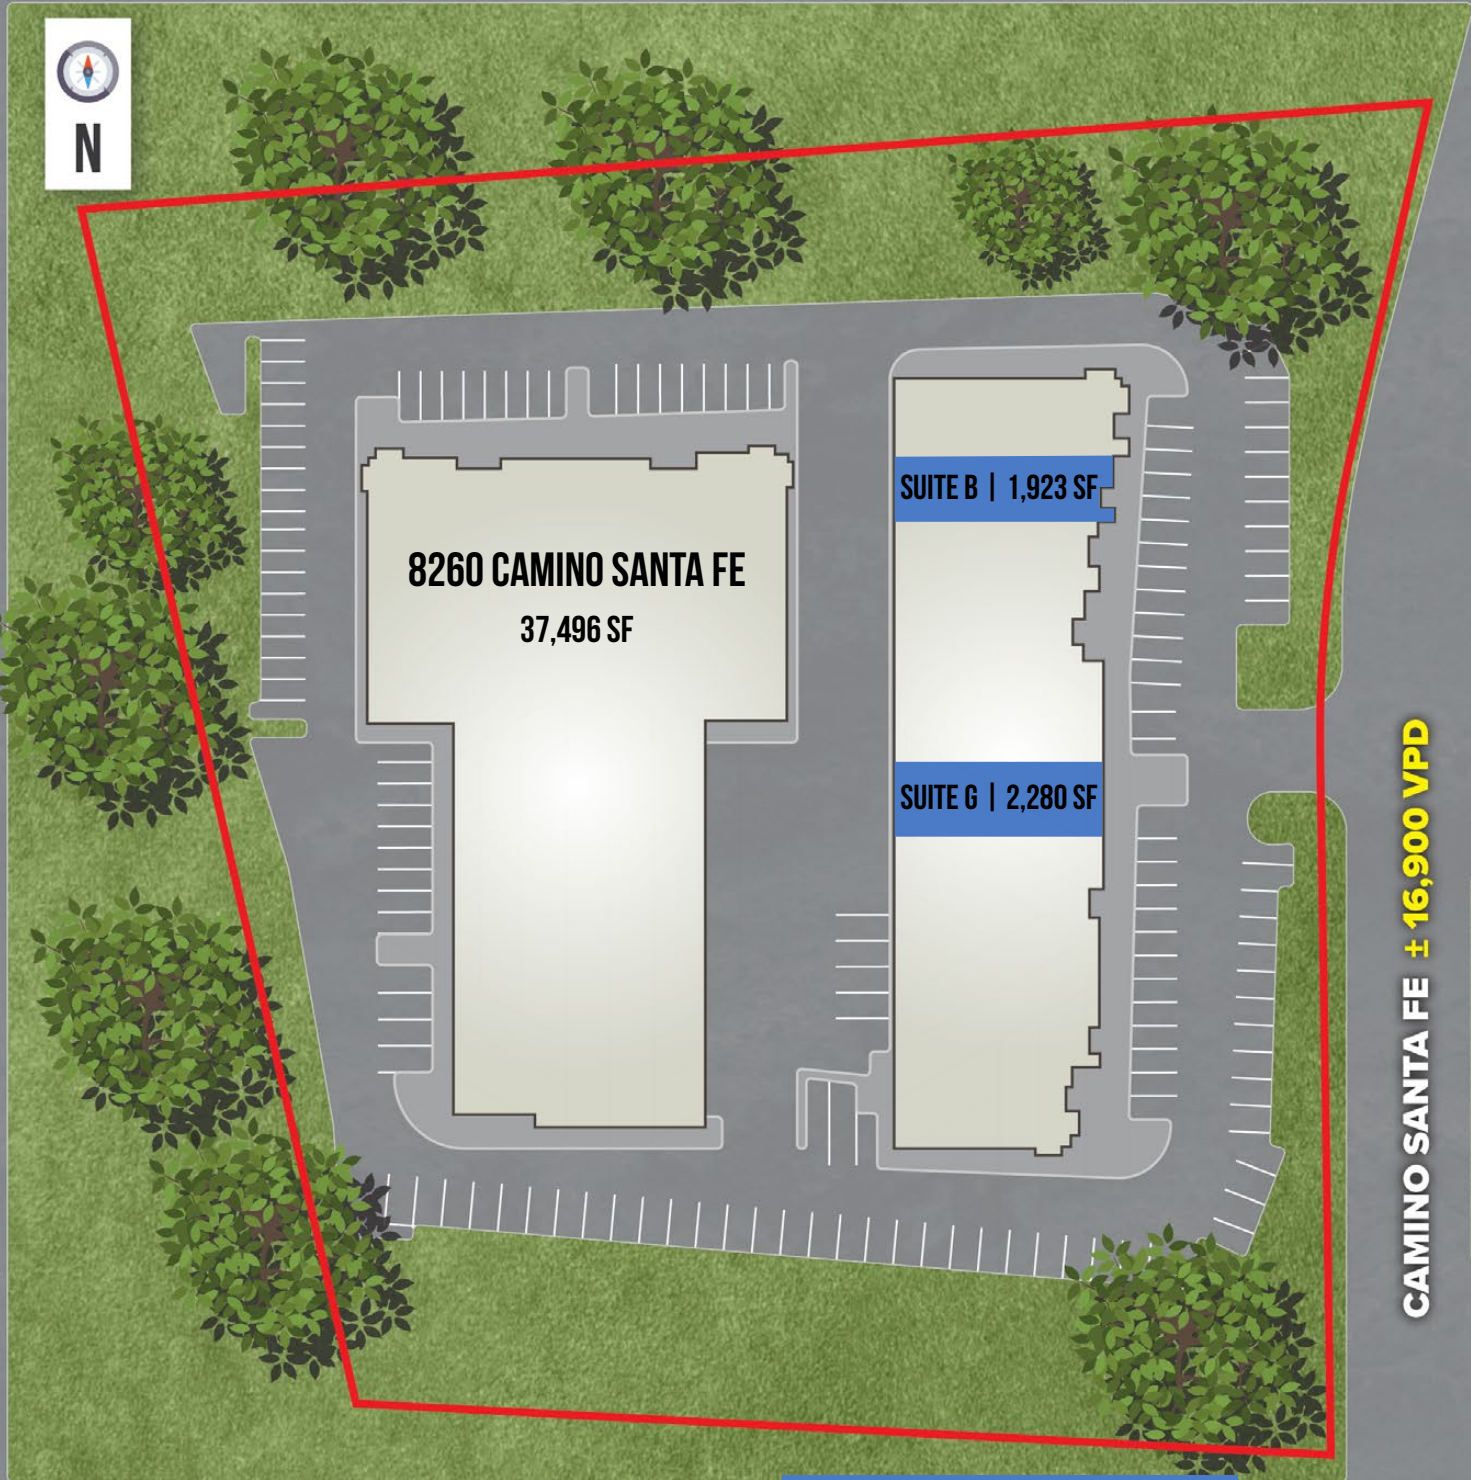 N
SUITE B | 1,923 SF
8260 CAMINO SANTA FE
37,496 SF
SUITE G | 2,280 SF
CAMINO SANTA FE ± 16,900 VPD